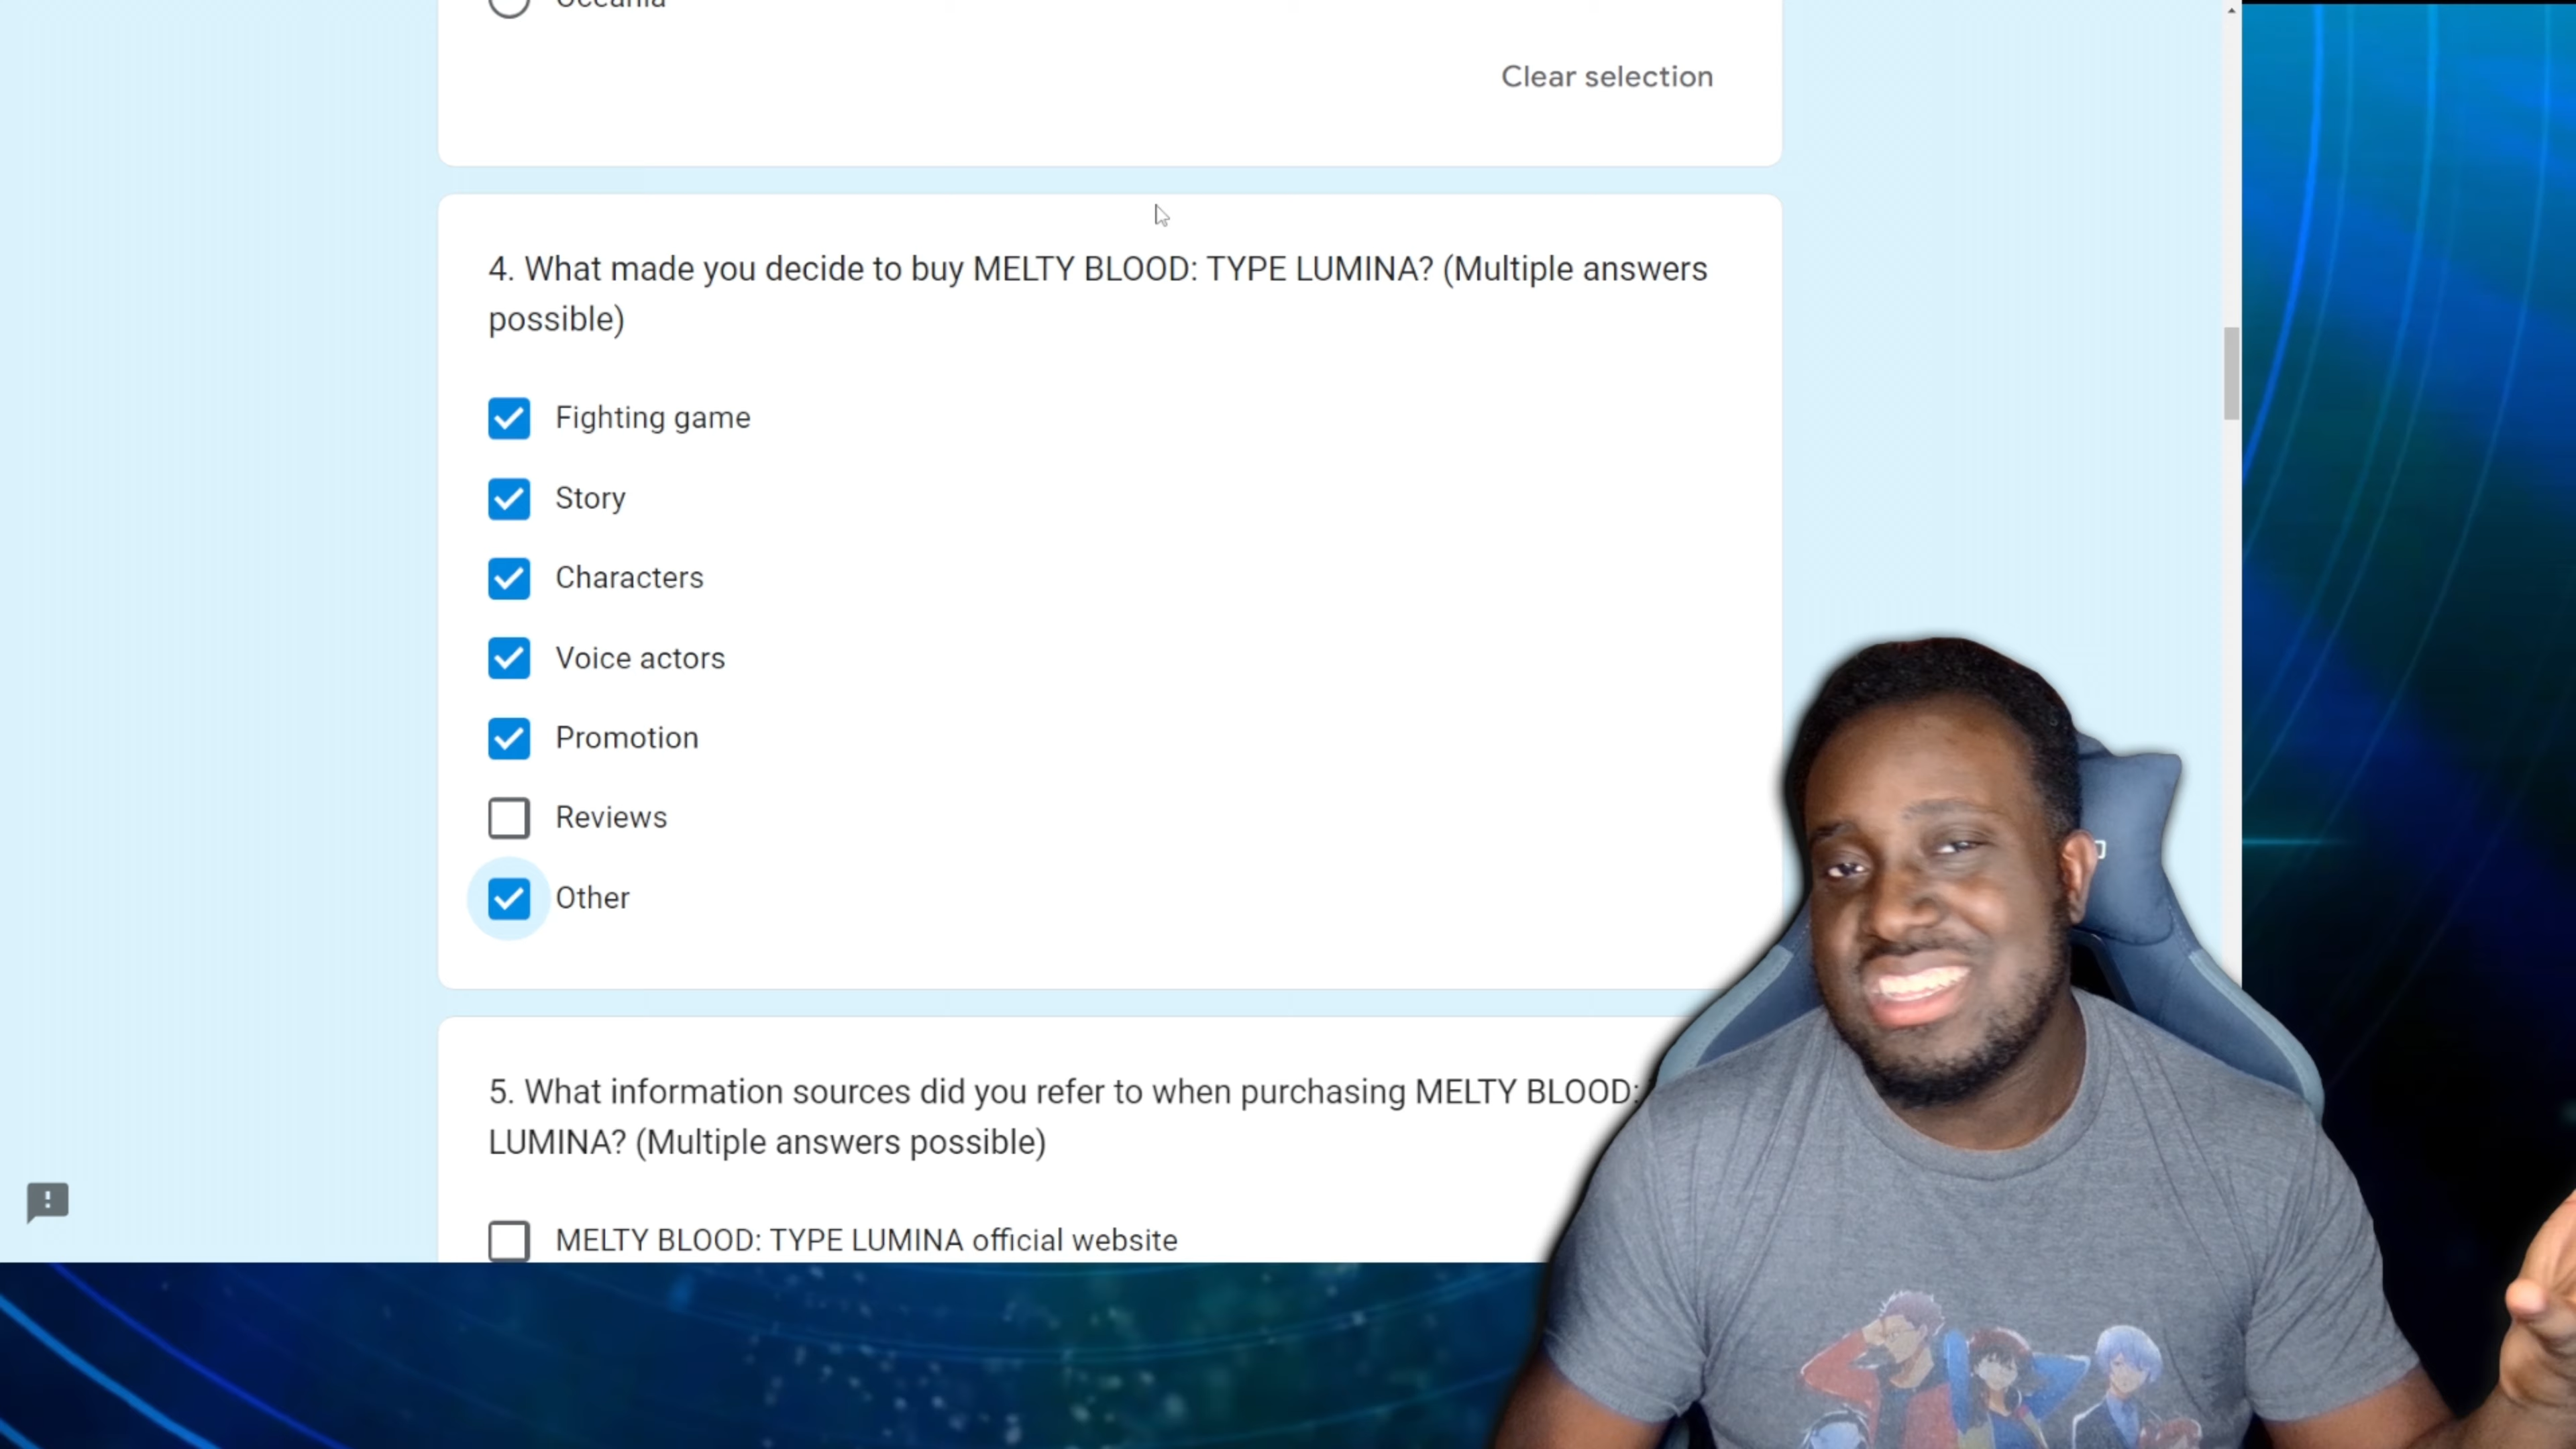 Oceania
Clear selection
4. What made you decide to buy MELTY BLOOD: TYPE LUMINA? (Multiple answers
possible)
Fighting game
Story
Characters
Voice actors
Promotion
Reviews
Other
5. What information sources did you refer to when purchasing MELTY BLOOD:
LUMINA? (Multiple answers possible)
MELTY BLOOD: TYPE LUMINA official website